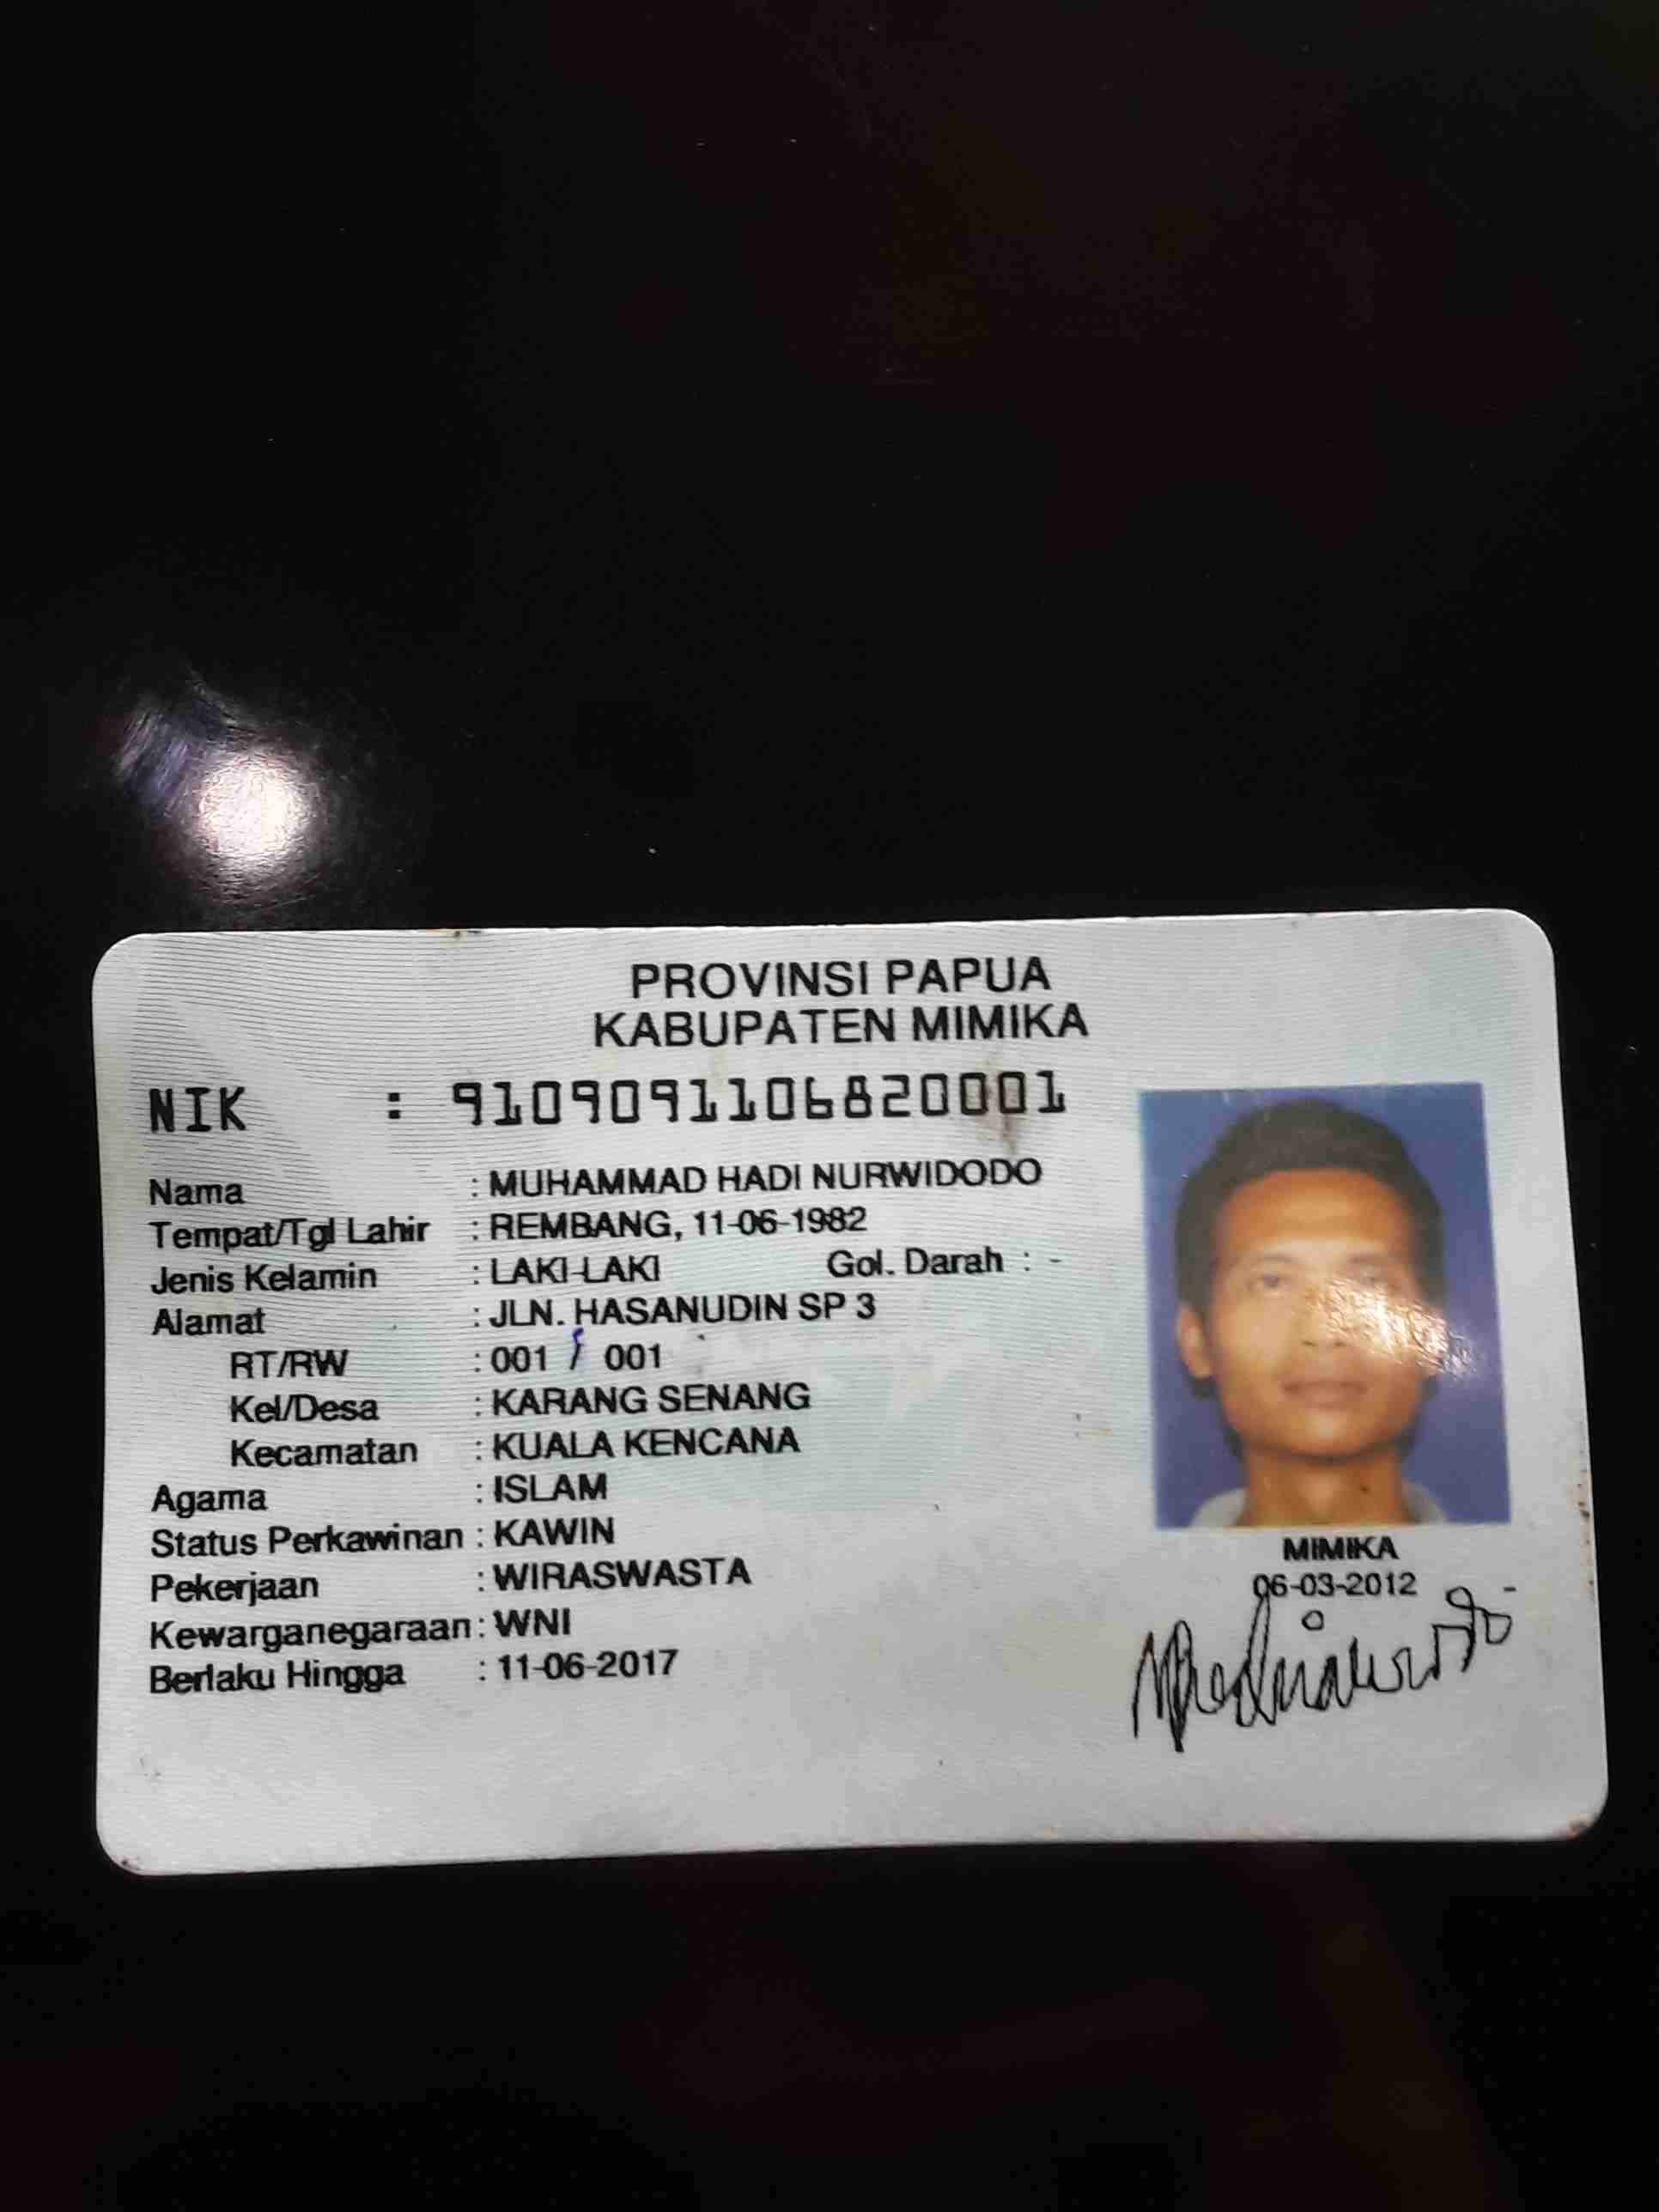 PROVINSI PAPUA
KABUPATEN MIMIKA
NIK : 9109091106820001
Nama : MUHAMMAD HADI NURWIDODO
Tempat/Tgl Lahir : REMBANG, 11-06-1982
Jenis Kelamin : LAKI-LAKI Gol. Darah : -
Alamat : JLN. HASANUDIN SP 3
RT/RW : 001 / 001
Kel/Desa : KARANG SENANG
Kecamatan : KUALA KENCANA
Agama : ISLAM
Status Perkawinan : KAWIN
Pekerjaan : WIRASWASTA
Kewarganegaraan : WNI
Berlaku Hingga : 11-06-2017
MIMIKA
06-03-2012